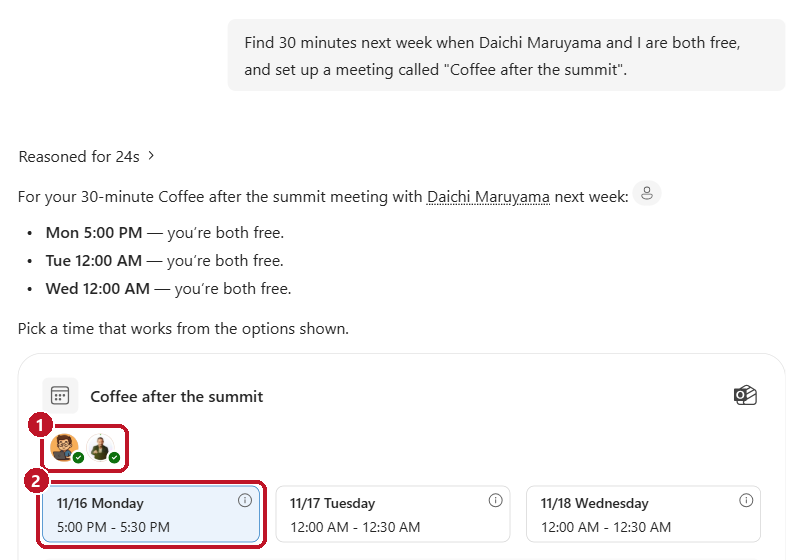 Find 30 minutes next week when Daichi Maruyama and I are both free,
and set up a meeting called "Coffee after the summit".
Reasoned for 24s
For your 30-minute Coffee after the summit meeting with Daichi Maruyama next week:
• Mon 5:00 PM — you're both free.
• Tue 12:00 AM — you're both free.
• Wed 12:00 AM — you're both free.
Pick a time that works from the options shown.
Coffee after the summit
1
2
11/16 Monday
5:00 PM - 5:30 PM
11/17 Tuesday
12:00 AM - 12:30 AM
11/18 Wednesday
12:00 AM - 12:30 AM